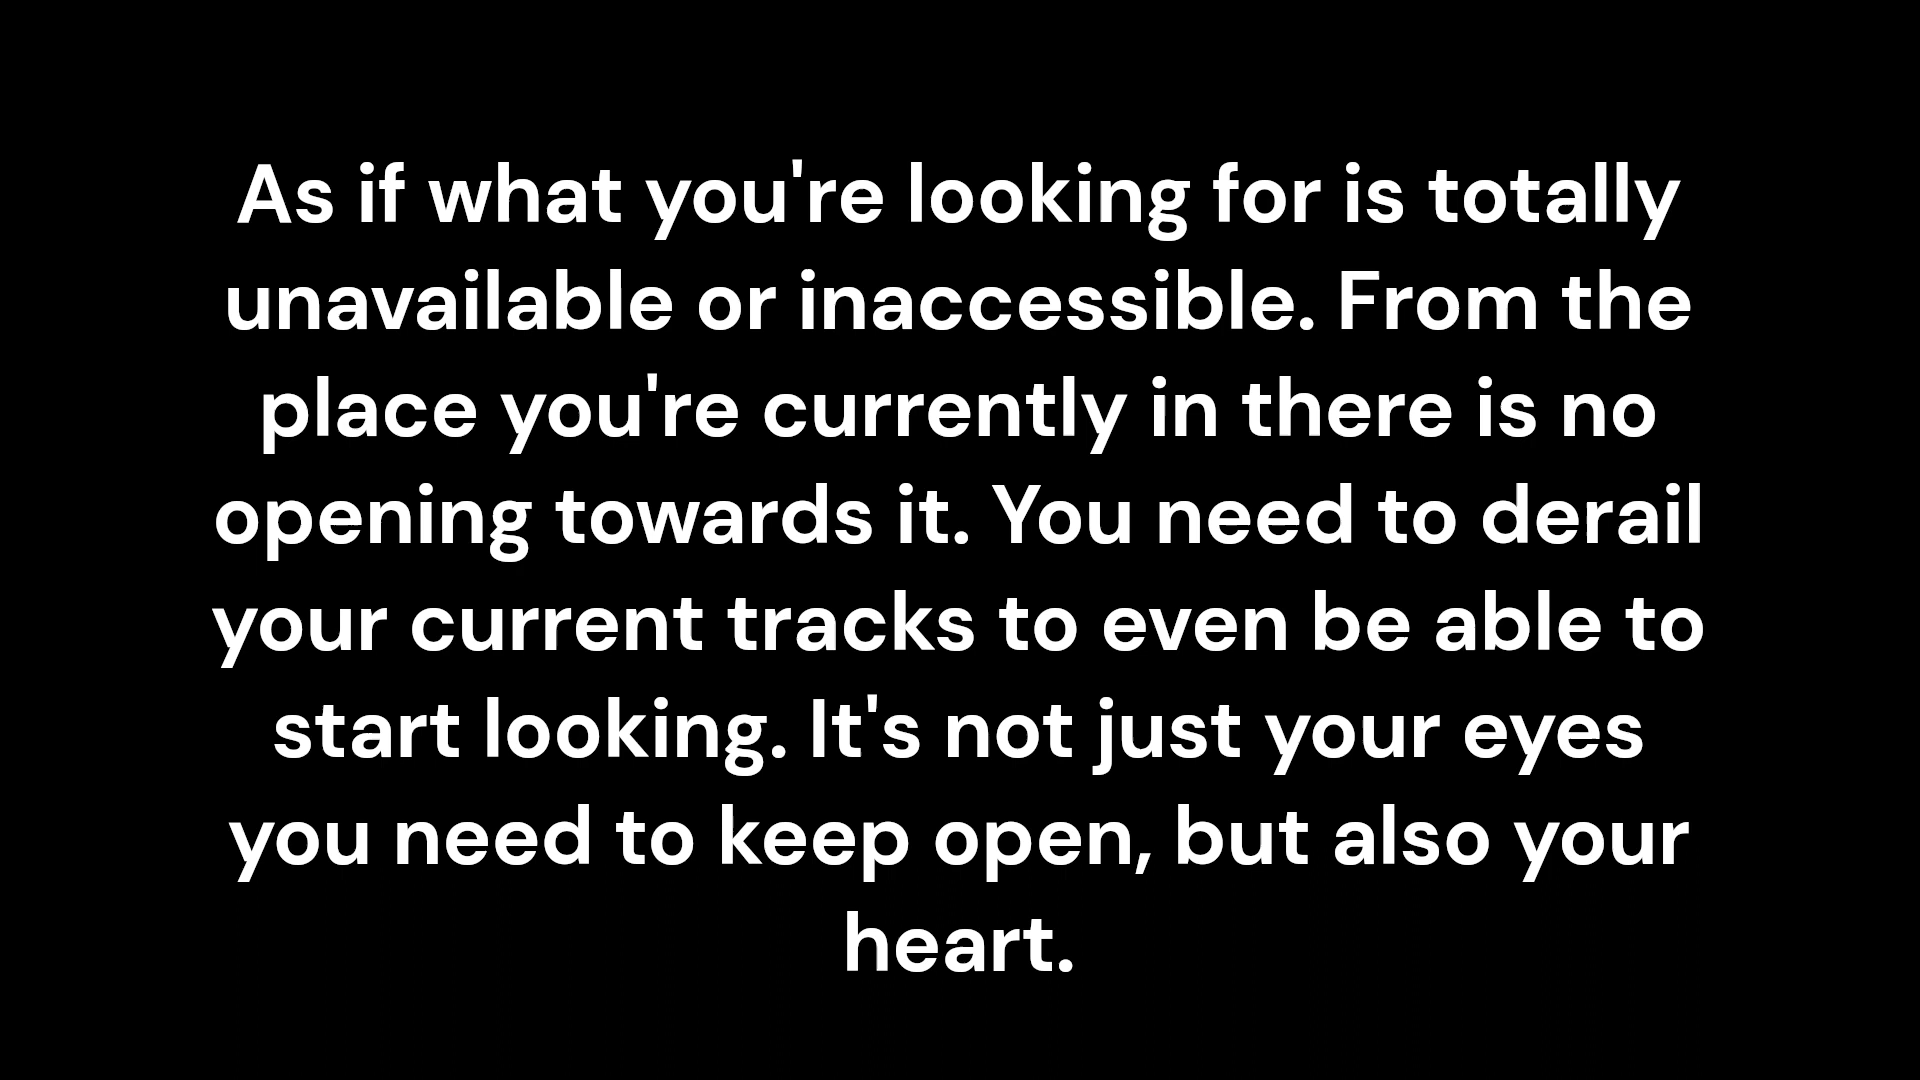 As if what you're looking for is totally
unavailable or inaccessible. From the
place you're currently in there is no
opening towards it. You need to derail
your current tracks to even be able to
start looking. It's not just your eyes
you need to keep open, but also your
heart.